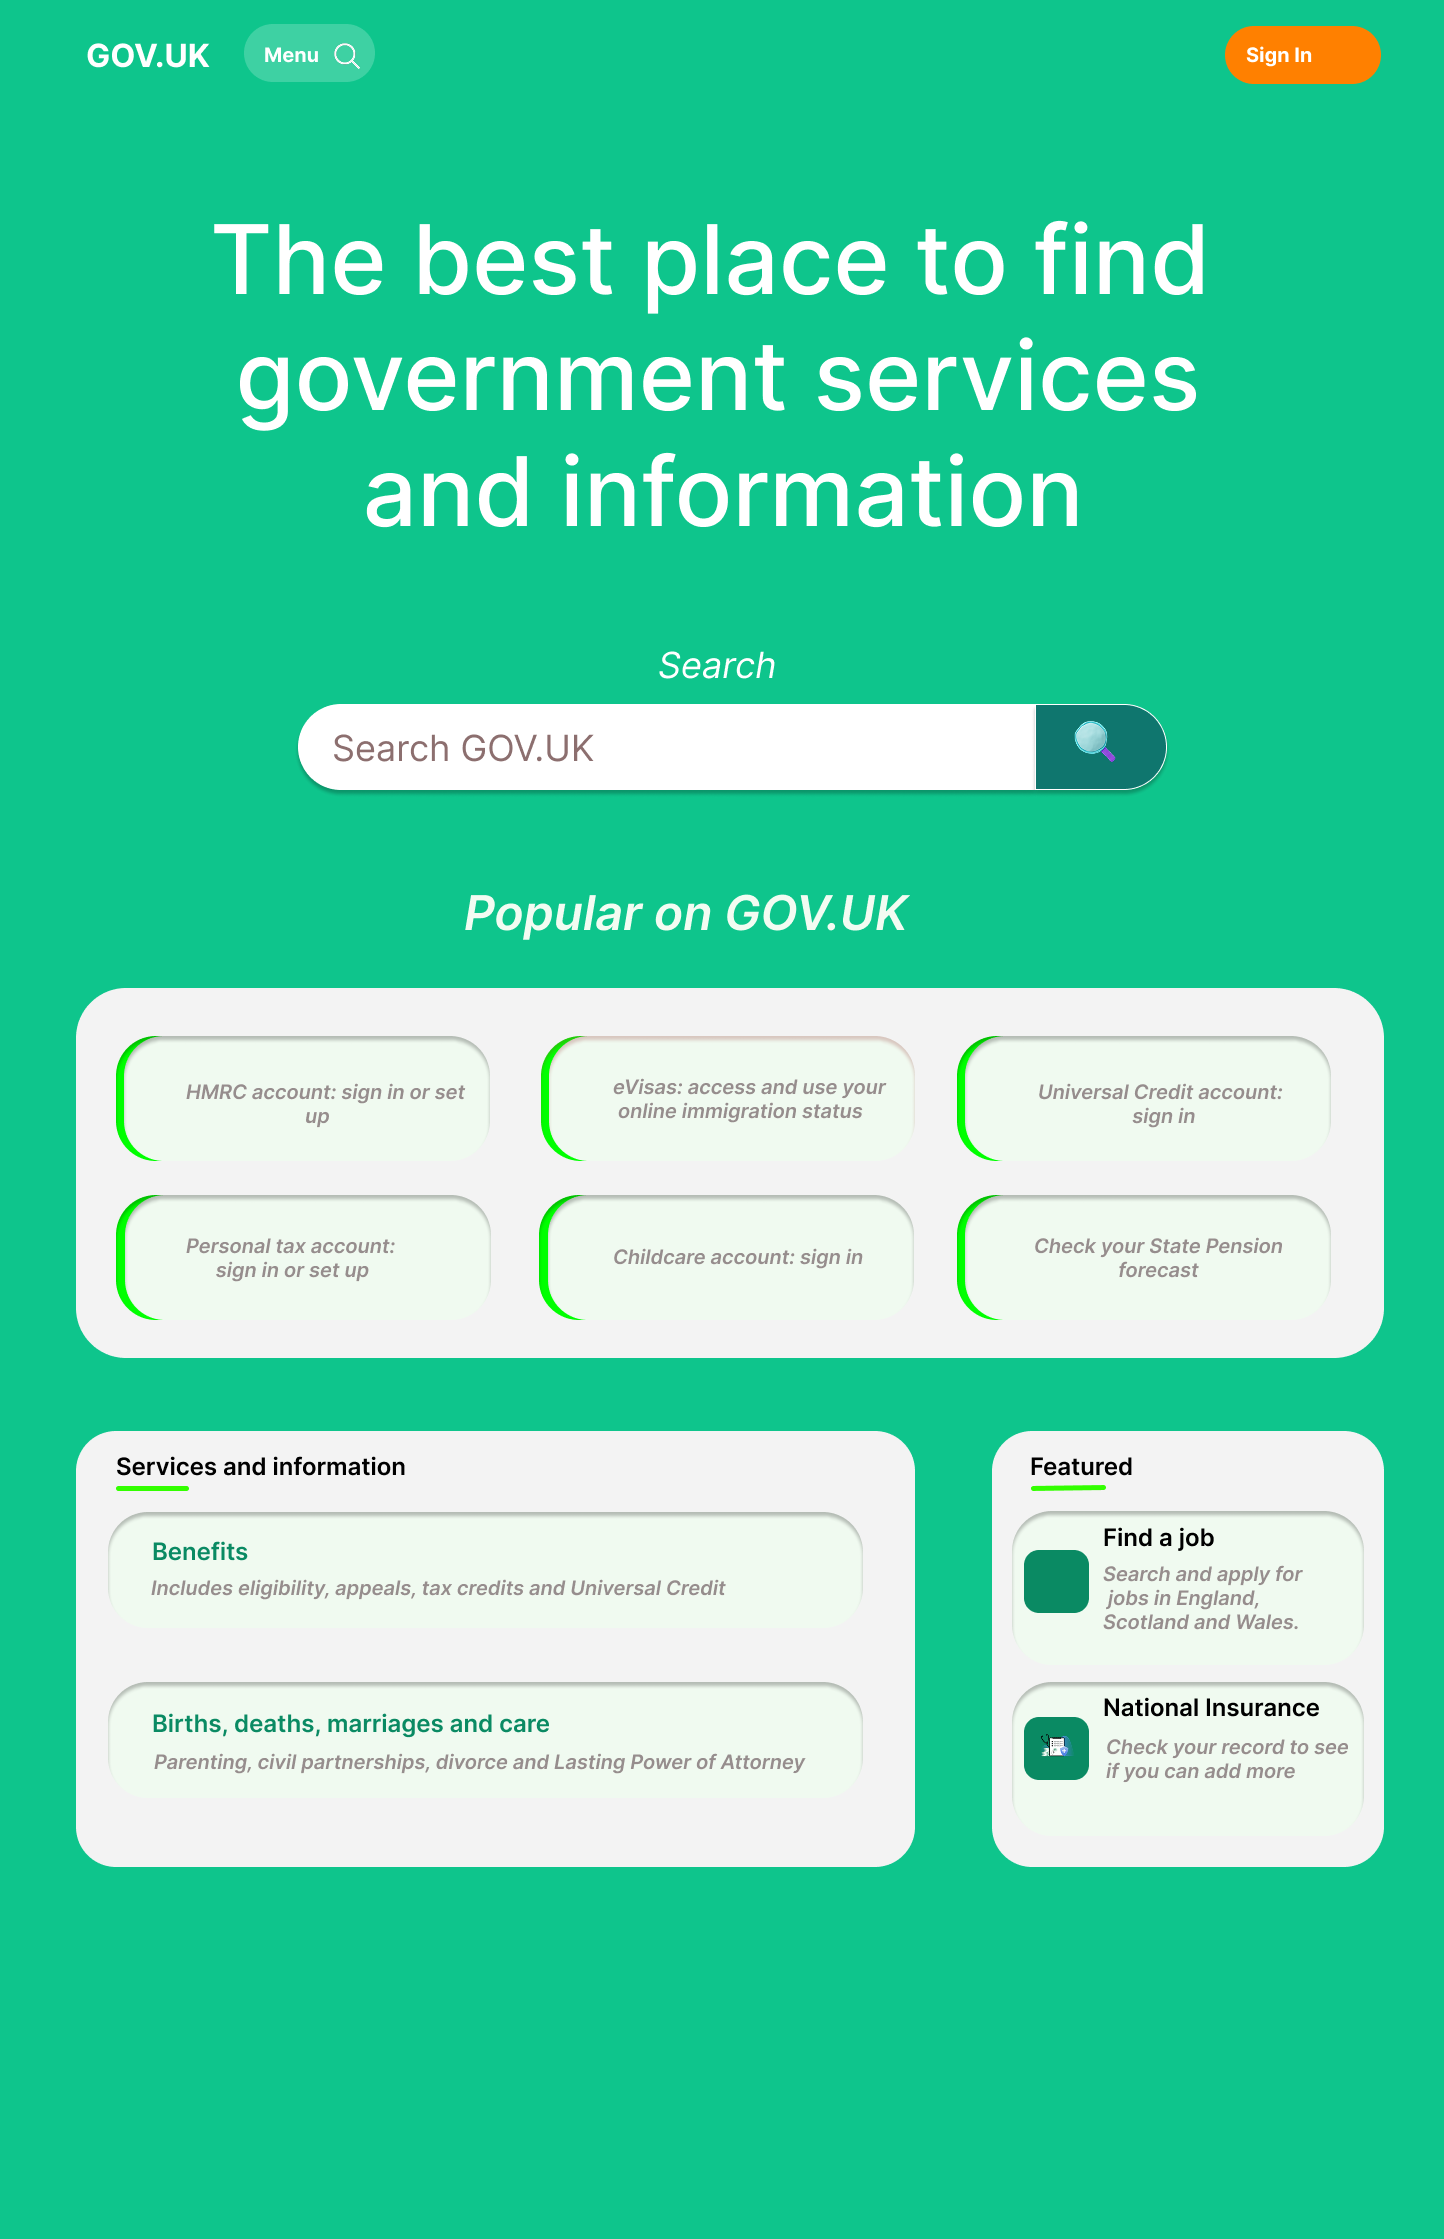 GOV.UK
Menu
Sign In
The best place to find
government services
and information
Search
Search GOV.UK
Popular on GOV.UK
HMRC account: sign in or set
up
eVisas: access and use your
online immigration status
Universal Credit account:
sign in
Personal tax account:
sign in or set up
Childcare account: sign in
Check your State Pension
forecast
Services and information
Benefits
Includes eligibility, appeals, tax credits and Universal Credit
Births, deaths, marriages and care
Parenting, civil partnerships, divorce and Lasting Power of Attorney
Featured
Find a job
Search and apply for
jobs in England,
Scotland and Wales.
National Insurance
Check your record to see
if you can add more